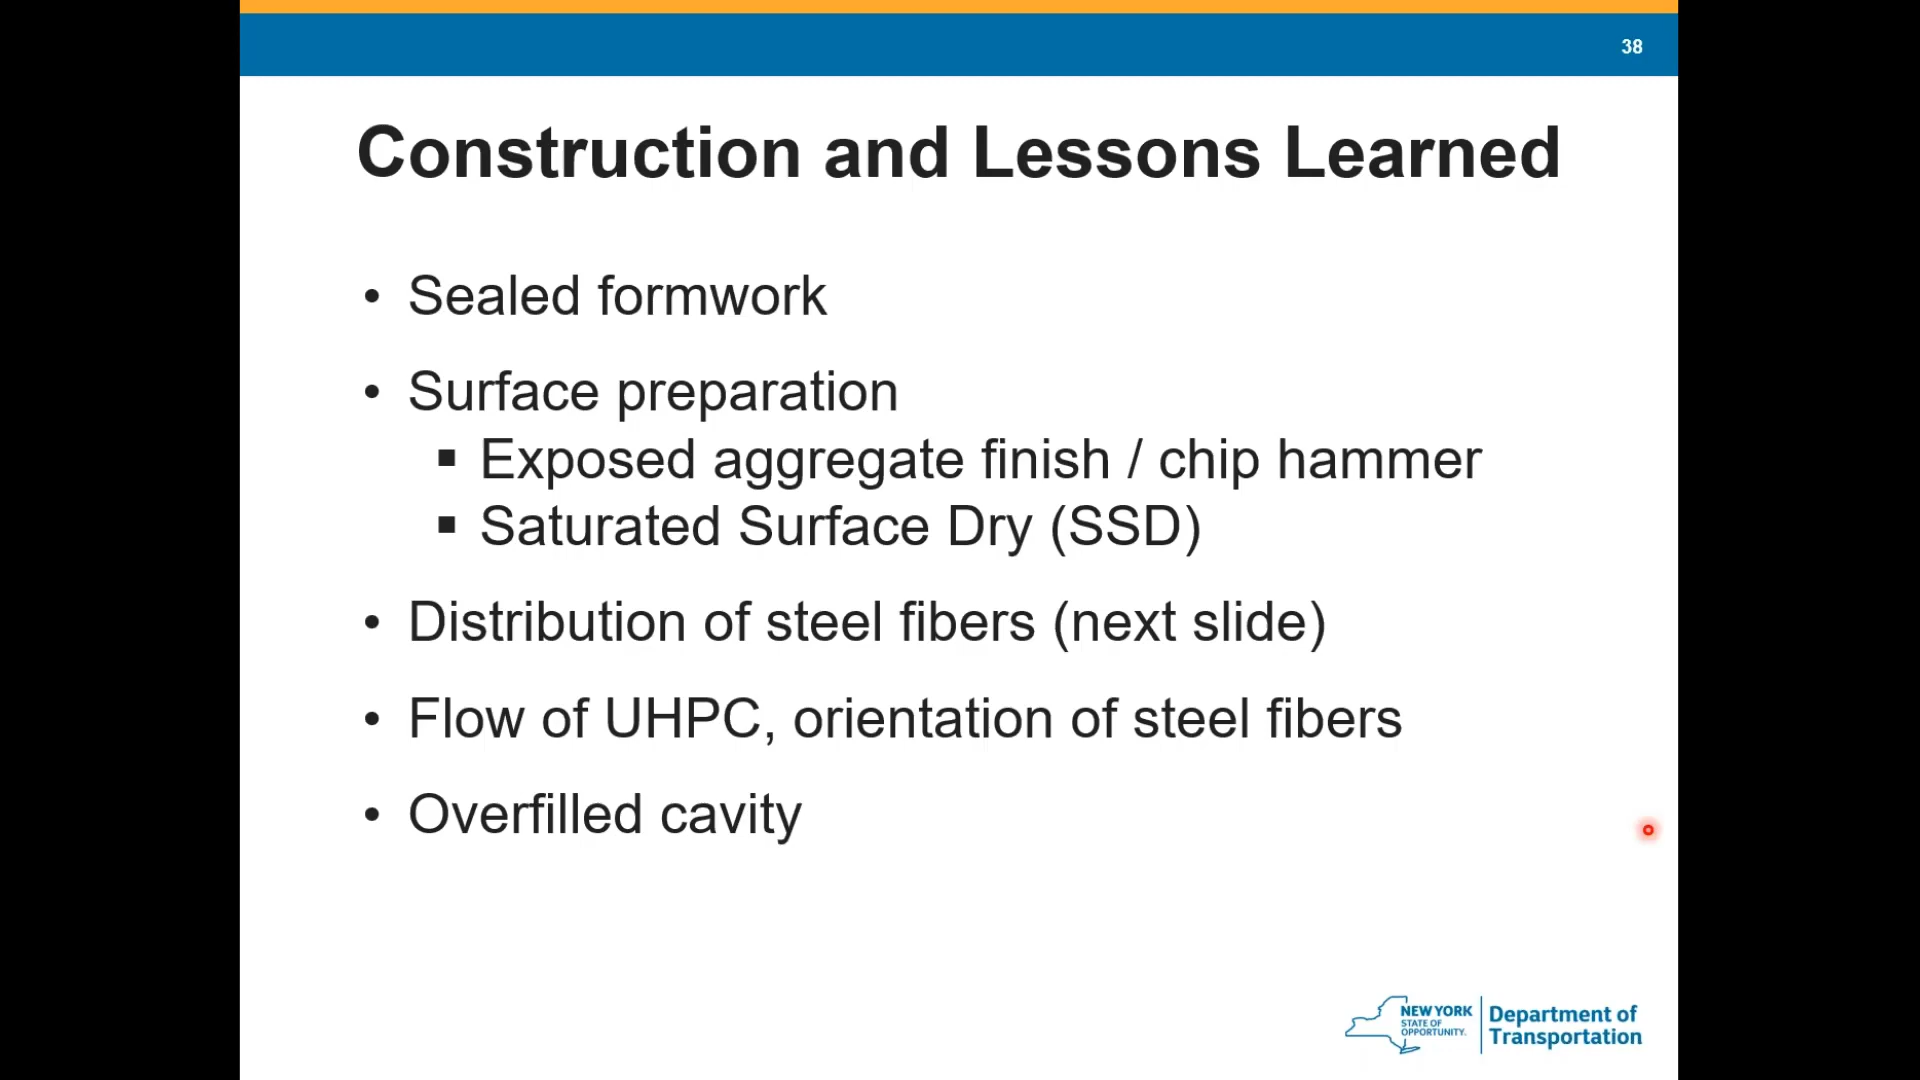 38
Construction and Lessons Learned
• Sealed formwork
• Surface preparation
▪ Exposed aggregate finish / chip hammer
▪ Saturated Surface Dry (SSD)
• Distribution of steel fibers (next slide)
• Flow of UHPC, orientation of steel fibers
• Overfilled cavity
NEW YORK
STATE OF
OPPORTUNITY.
Department of
Transportation